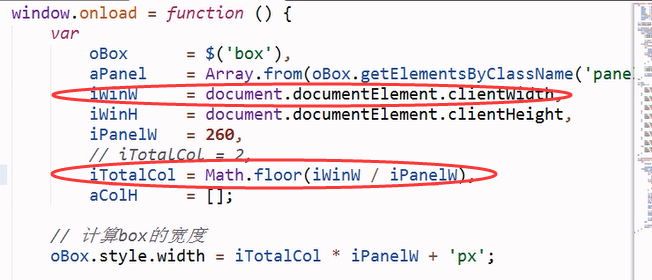 window.onload = function () {
    var
        oBox      = $('box'),
        aPanel    = Array.from(oBox.getElementsByClassName('pane
        iWinW     = document.documentElement.clientWidth,
        iWinH     = document.documentElement.clientHeight,
        iPanelW   = 260,
        // iTotalCol = 2,
        iTotalCol = Math.floor(iWinW / iPanelW),
        aColH     = [];
    // 计算box的宽度
    oBox.style.width = iTotalCol * iPanelW + 'px';